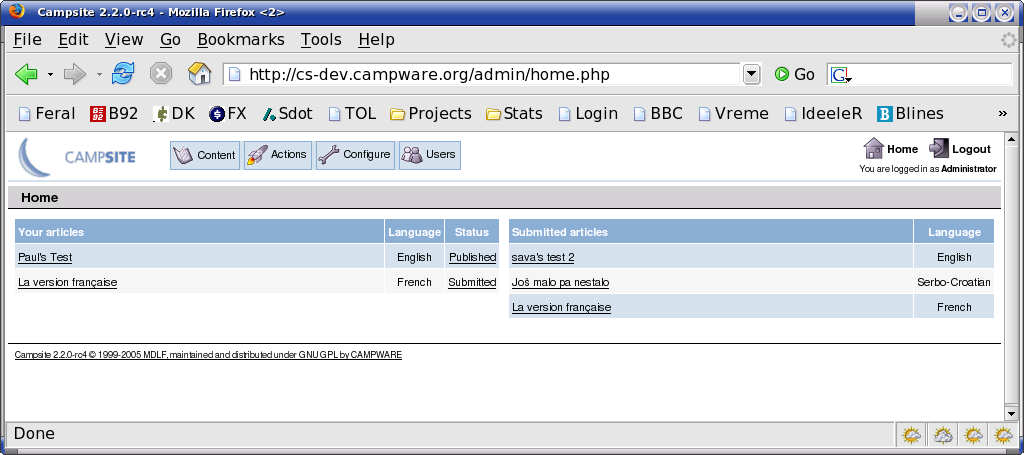 Campsite 2.2.0-rc4 - Mozilla Firefox <2>
File Edit View Go Bookmarks Tools Help
http://cs-dev.campware.org/admin/home.php Go G
Feral B92 DK FX Sdot TOL Projects Stats Login BBC Vreme IdeeleR Blines »
CAMPSITE Content Actions Configure Users Home Logout
You are logged in as Administrator
Home
Your articles Language Status Submitted articles Language
Paul's Test English Published sava's test 2 English
La version française French Submitted Još malo pa nestalo Serbo-Croatian
La version française French
Campsite 2.2.0-rc4 © 1999-2005 MDLF, maintained and distributed under GNU GPL by CAMPWARE
Done